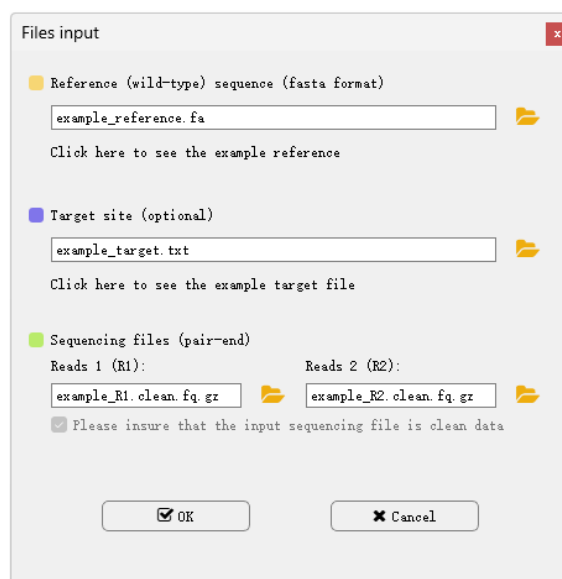 Files input
x
Reference (wild-type) sequence (fasta format)
example_reference.fa
Click here to see the example reference
Target site (optional)
example_target.txt
Click here to see the example target file
Sequencing files (pair-end)
Reads 1 (R1): Reads 2 (R2):
example_R1.clean.fq.gz example_R2.clean.fq.gz
Please insure that the input sequencing file is clean data
OK Cancel